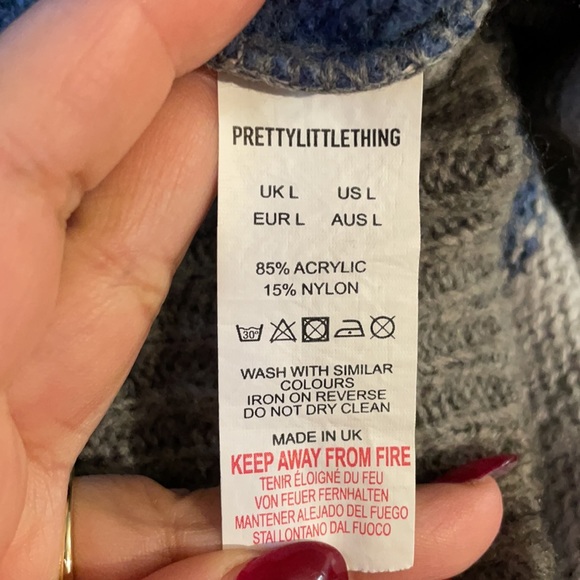 PRETTYLITTLETHING
UK L US L
EUR L AUS L
85% ACRYLIC
15% NYLON
30°
WASH WITH SIMILAR
COLOURS
IRON ON REVERSE
DO NOT DRY CLEAN
MADE IN UK
KEEP AWAY FROM FIRE
TENIR ÉLOIGNÉ DU FEU
VON FEUER FERNHALTEN
MANTENER ALEJADO DEL FUEGO
STAI LONTANO DAL FUOCO